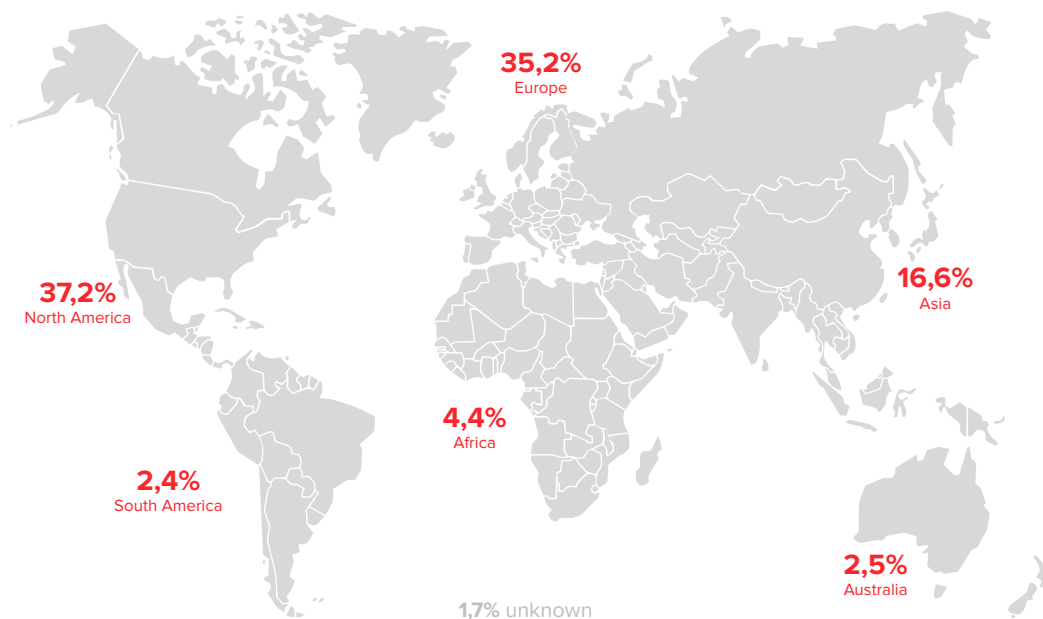 35,2%
Europe
37,2%
North America
16,6%
Asia
4,4%
Africa
2,4%
South America
2,5%
Australia
1,7% unknown